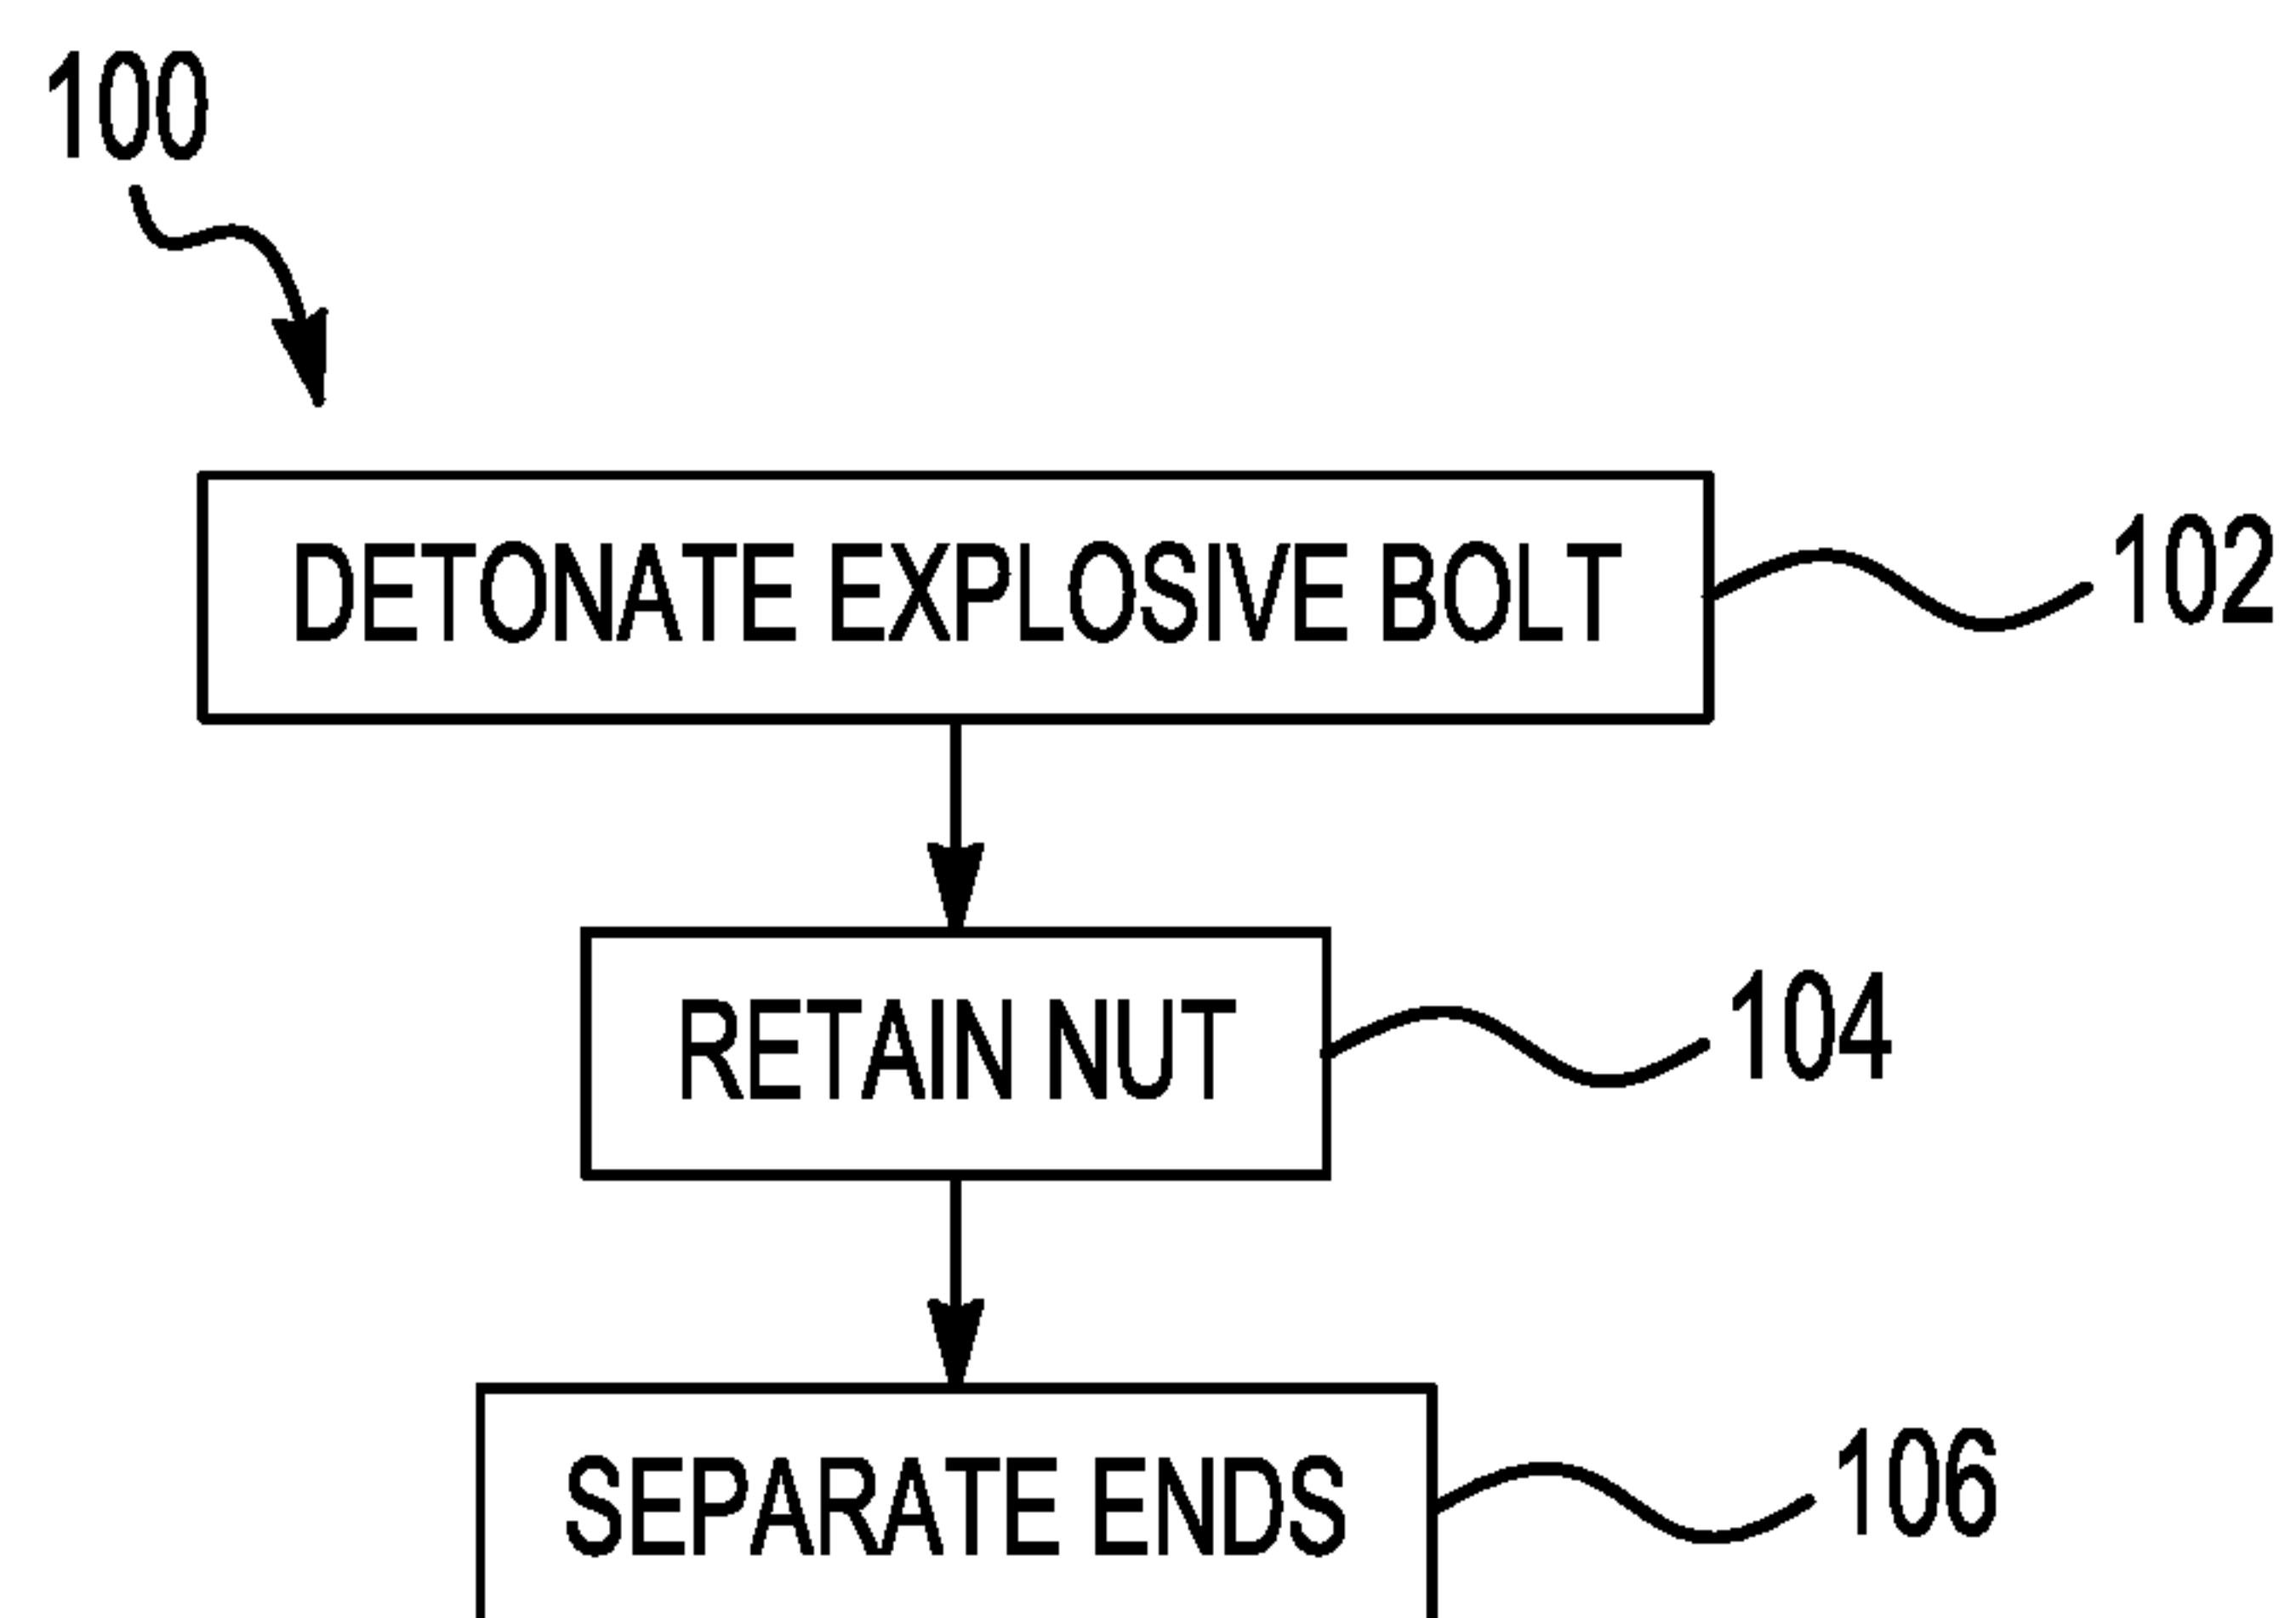 100
DETONATE EXPLOSIVE BOLT
102
RETAIN NUT
104
SEPARATE ENDS
106